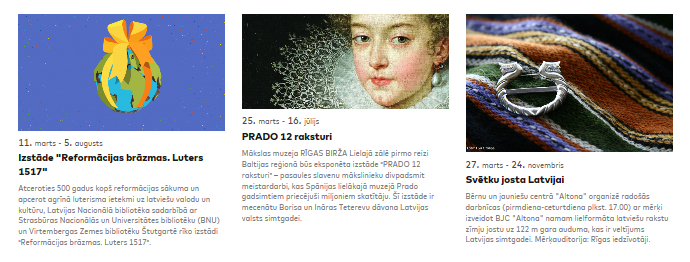 11. marts - 5. augusts
Izstāde "Reformācijas brāzmas. Luters
1517"
Atceroties 500 gadus kopš reformācijas sākuma un
apcerot agrīnā luterisma ietekmi uz latviešu valodu un
kultūru, Latvijas Nacionālā bibliotēka sadarbībā ar
Strasbūras Nacionālās un Universitātes bibliotēku (BNU)
un Virtembergas Zemes bibliotēku Štutgartē rīko izstādi
"Reformācijas brāzmas. Luters 1517".
25. marts - 16. jūlijs
PRADO 12 raksturi
Mākslas muzeja RĪGAS BIRŽA Lielajā zālē pirmo reizi
Baltijas reģionā būs eksponēta izstāde "PRADO 12
raksturi" – pasaules slavenu mākslinieku divpadsmit
meistardarbi, kas Spānijas lielākajā muzejā Prado
gadsimtiem priecējuši miljoniem skatītāju. Šī izstāde ir
mecenātu Borisa un Ināras Teterevu dāvana Latvijas
valsts simtgadei.
27. marts - 24. novembris
Svētku josta Latvijai
Bērnu un jauniešu centrā "Altona" organizē radošās
darbnīcas (pirmdiena-ceturtdiena plkst. 17.00) ar mērķi
izveidot BJC "Altona" namam lielformāta latviešu rakstu
zīmju jostu uz 122 m gara auduma, kas ir veltījums
Latvijas simtgadei. Mērķauditorija: Rīgas iedzīvotāji.